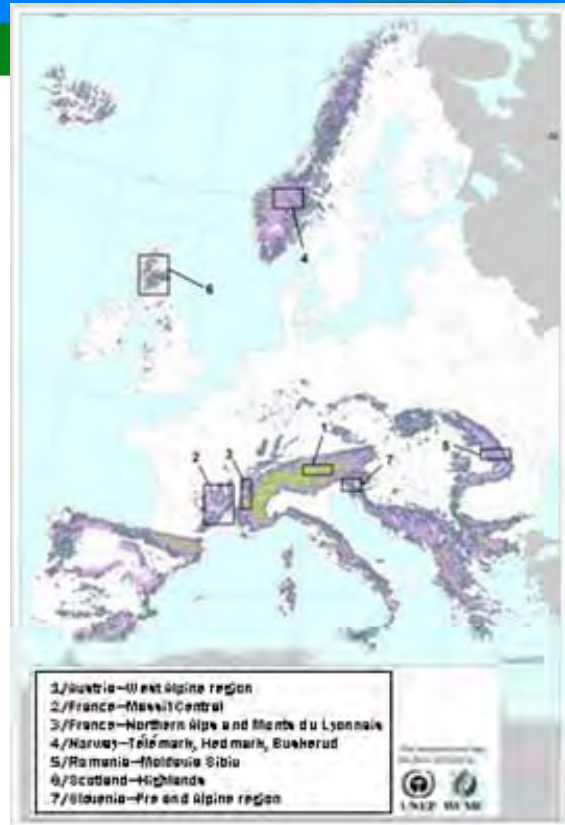 4
6
1
2
3
7
5
1/Austria—West Alpine region
2/France—Massif Central
3/France—Northern Alps and Monts du Lyonnais
4/Norway—Telemark, Hedmark, Buskerud
5/Romania—Moldavia Sibiu
6/Scotland—Highlands
7/Slovenia—Pre and Alpine region
UNEP WCMC